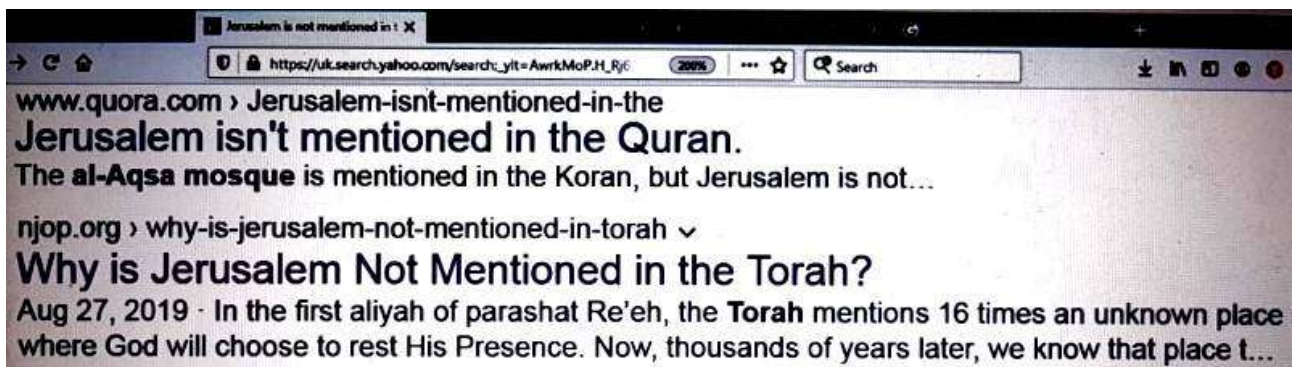 Jerusalem is not mentioned in t
https://uk.search.yahoo.com/search;_ylt=AwrkMoP.H_Rj6 200% Search
www.quora.com › Jerusalem-isnt-mentioned-in-the
Jerusalem isn't mentioned in the Quran.
The al-Aqsa mosque is mentioned in the Koran, but Jerusalem is not...
njop.org › why-is-jerusalem-not-mentioned-in-torah
Why is Jerusalem Not Mentioned in the Torah?
Aug 27, 2019 · In the first aliyah of parashat Re'eh, the Torah mentions 16 times an unknown place
where God will choose to rest His Presence. Now, thousands of years later, we know that place t...